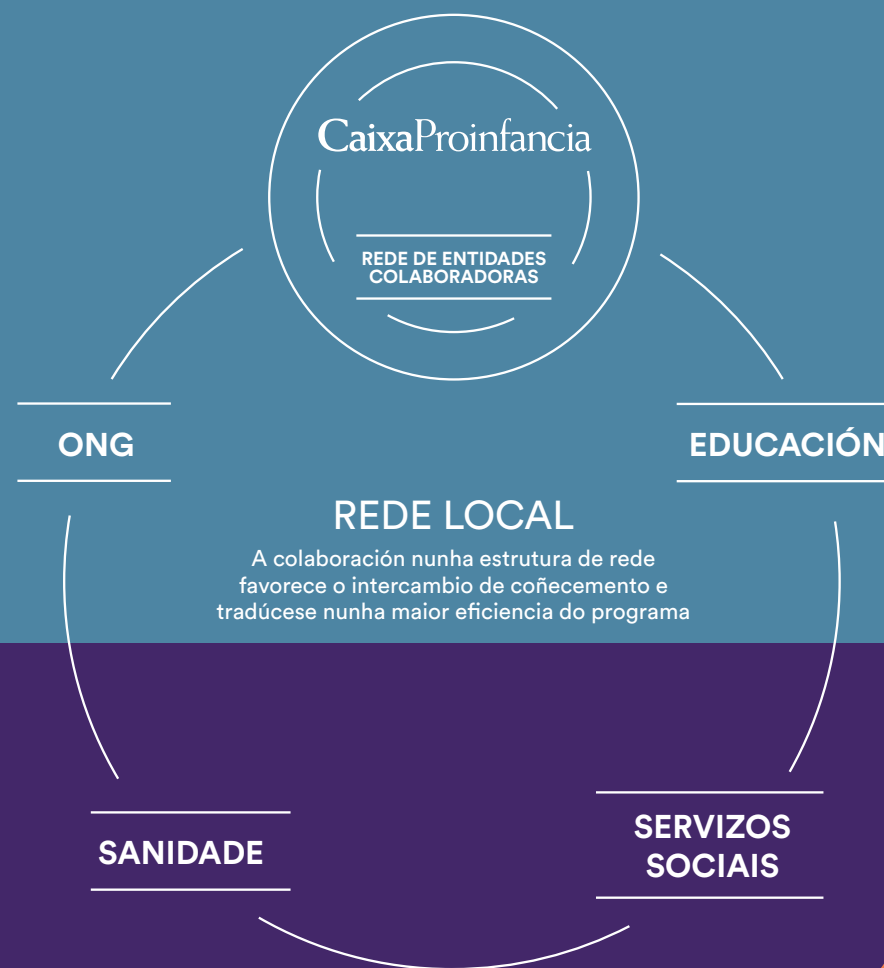 CaixaProinfancia
REDE DE ENTIDADES
COLABORADORAS
ONG
EDUCACIÓN
REDE LOCAL
A colaboración nunha estrutura de rede
favorece o intercambio de coñecemento e
tradúcese nunha maior eficiencia do programa
SANIDADE
SERVIZOS
SOCIAIS